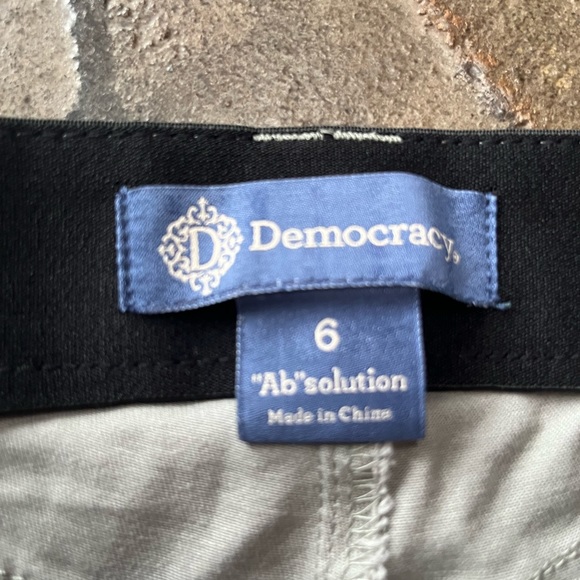 D Democracy®
6
"Ab"solution
Made in China